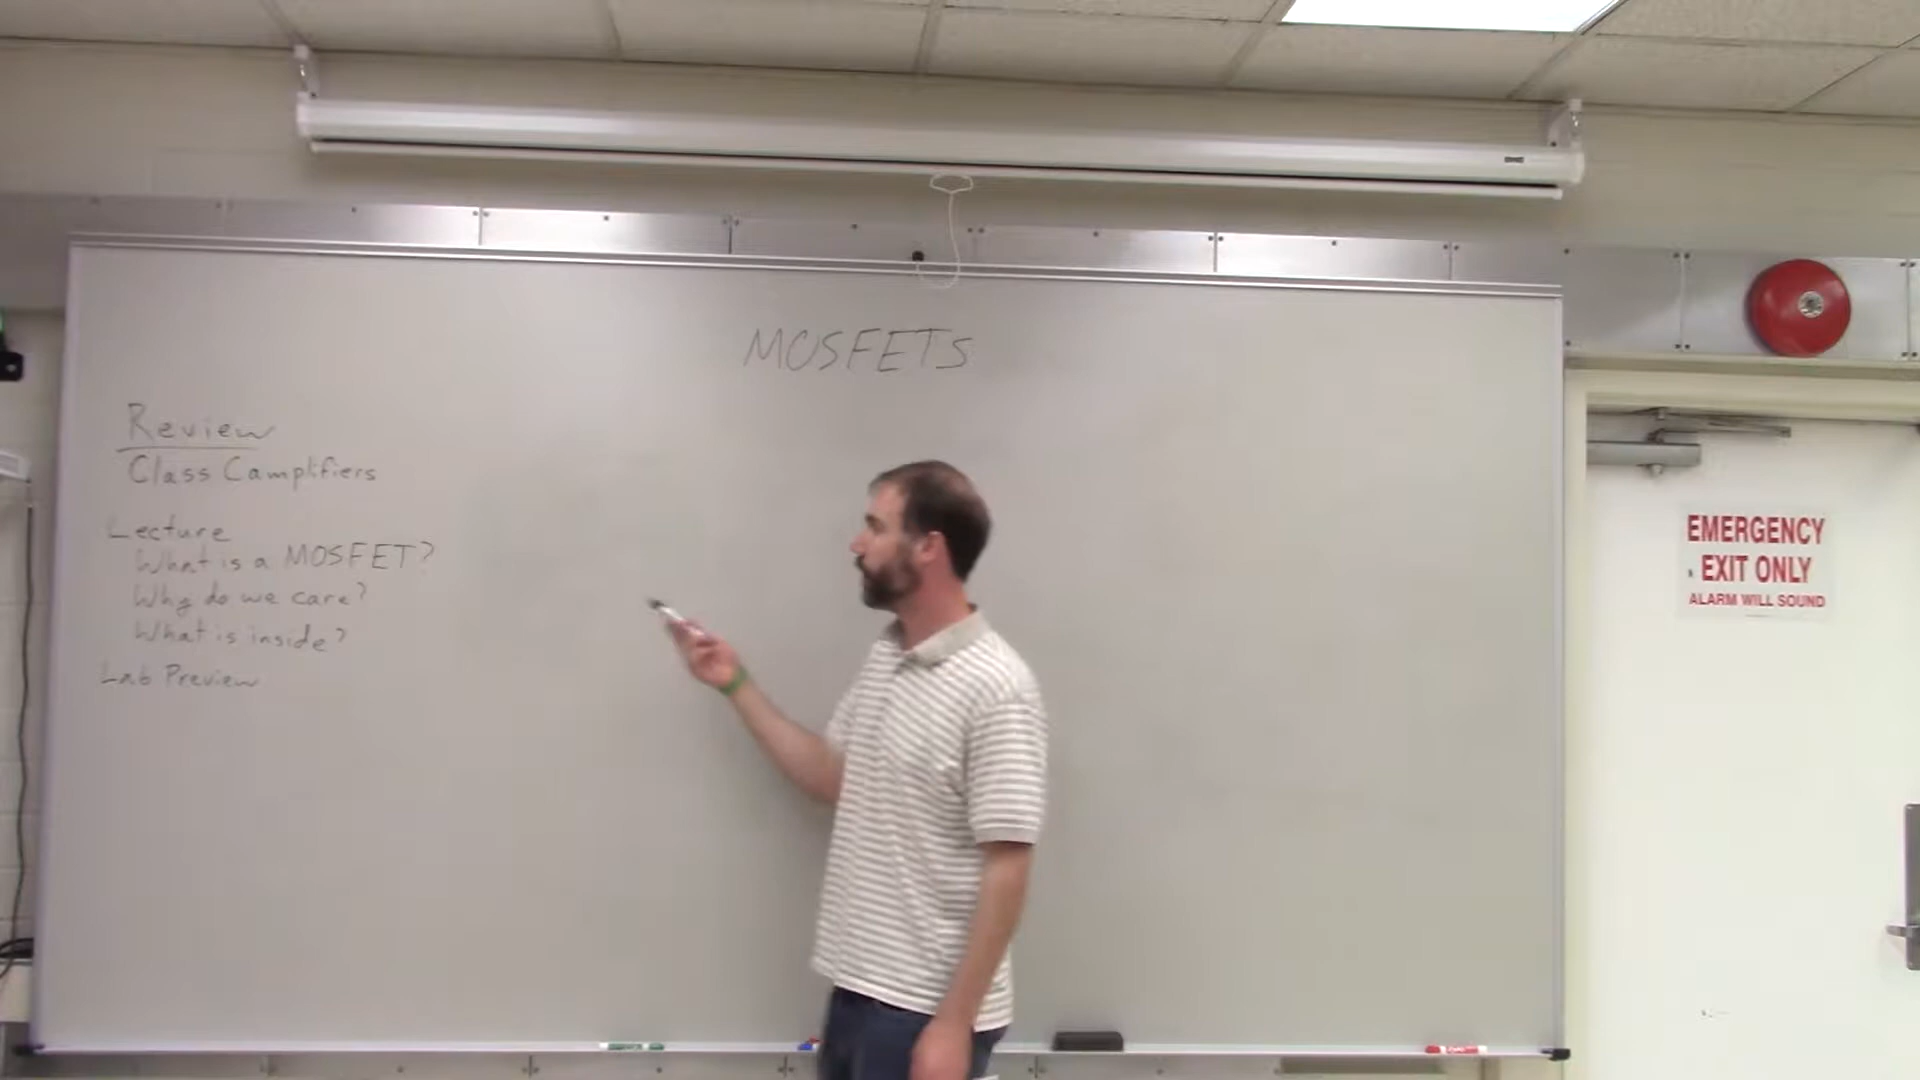 MOSFETS
Review
Class C amplifiers
Lecture
What is a MOSFET?
Why do we care?
What is inside?
Lab Preview
EMERGENCY
EXIT ONLY
ALARM WILL SOUND